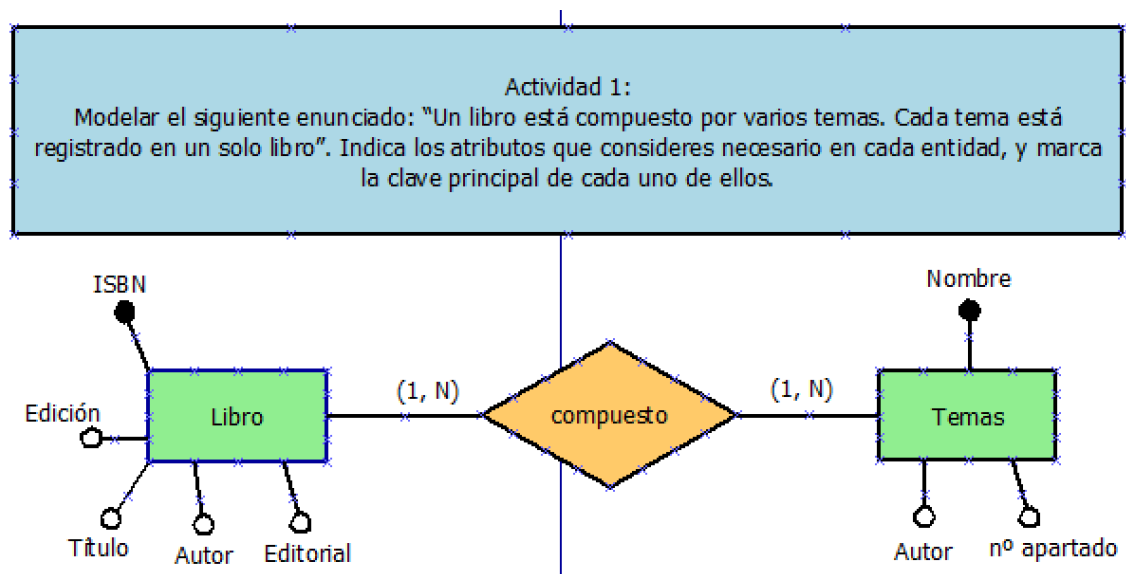 Actividad 1:
Modelar el siguiente enunciado: “Un libro está compuesto por varios temas. Cada tema está
registrado en un solo libro”. Indica los atributos que consideres necesario en cada entidad, y marca
la clave principal de cada uno de ellos.
ISBN
Nombre
Edición
Libro
(1, N)
compuesto
(1, N)
Temas
Título
Autor
Editorial
Autor
nº apartado